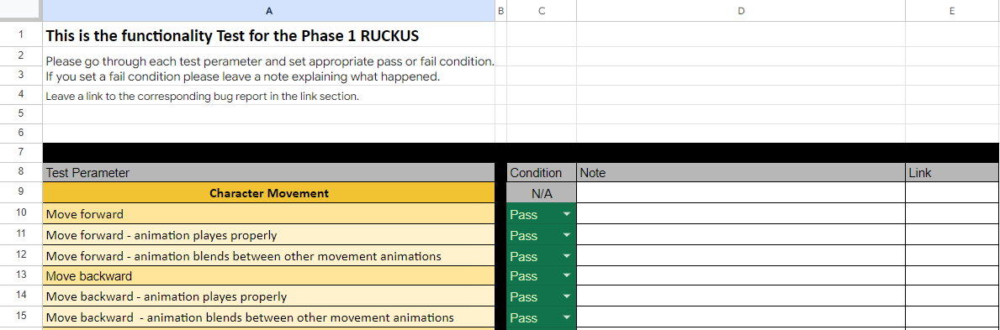 A B C D E
1 This is the functionality Test for the Phase 1 RUCKUS
2 Please go through each test perameter and set appropriate pass or fail condition.
3 If you set a fail condition please leave a note explaining what happened.
4 Leave a link to the corresponding bug report in the link section.
5
6
7
8 Test Perameter Condition Note Link
9 Character Movement N/A
10 Move forward Pass
11 Move forward - animation playes properly Pass
12 Move forward - animation blends between other movement animations Pass
13 Move backward Pass
14 Move backward - animation playes properly Pass
15 Move backward  - animation blends between other movement animations Pass